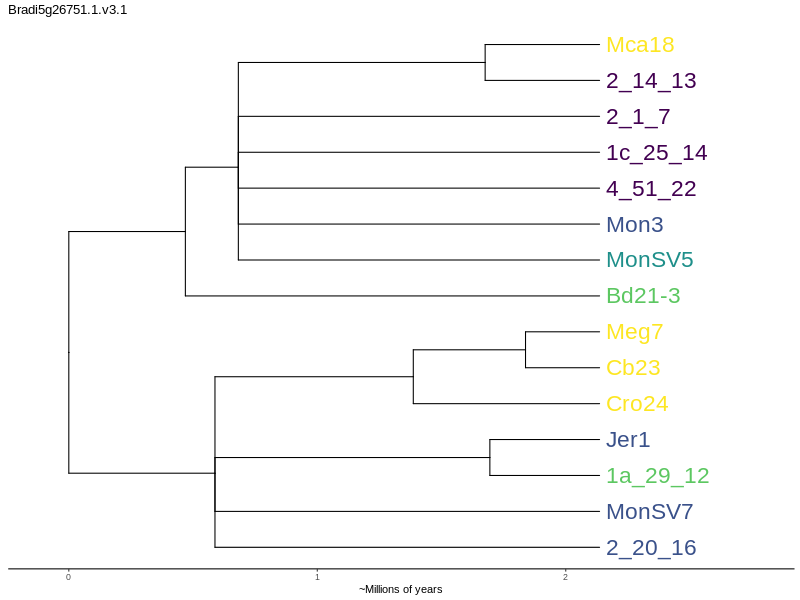 Bradi5g26751.1.v3.1
Mca18
2_14_13
2_1_7
1c_25_14
4_51_22
Mon3
MonSV5
Bd21-3
Meg7
Cb23
Cro24
Jer1
1a_29_12
MonSV7
2_20_16
0 1 2
~Millions of years